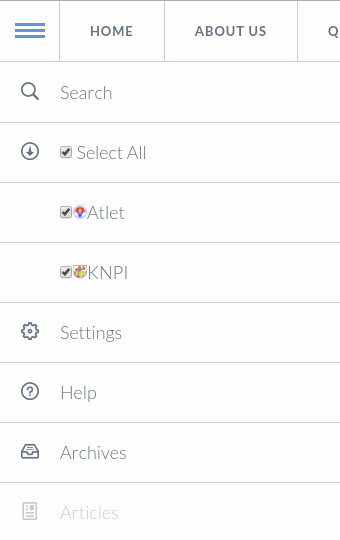 HOME ABOUT US Q
Search
Select All
Atlet
KNPI
Settings
Help
Archives
Articles